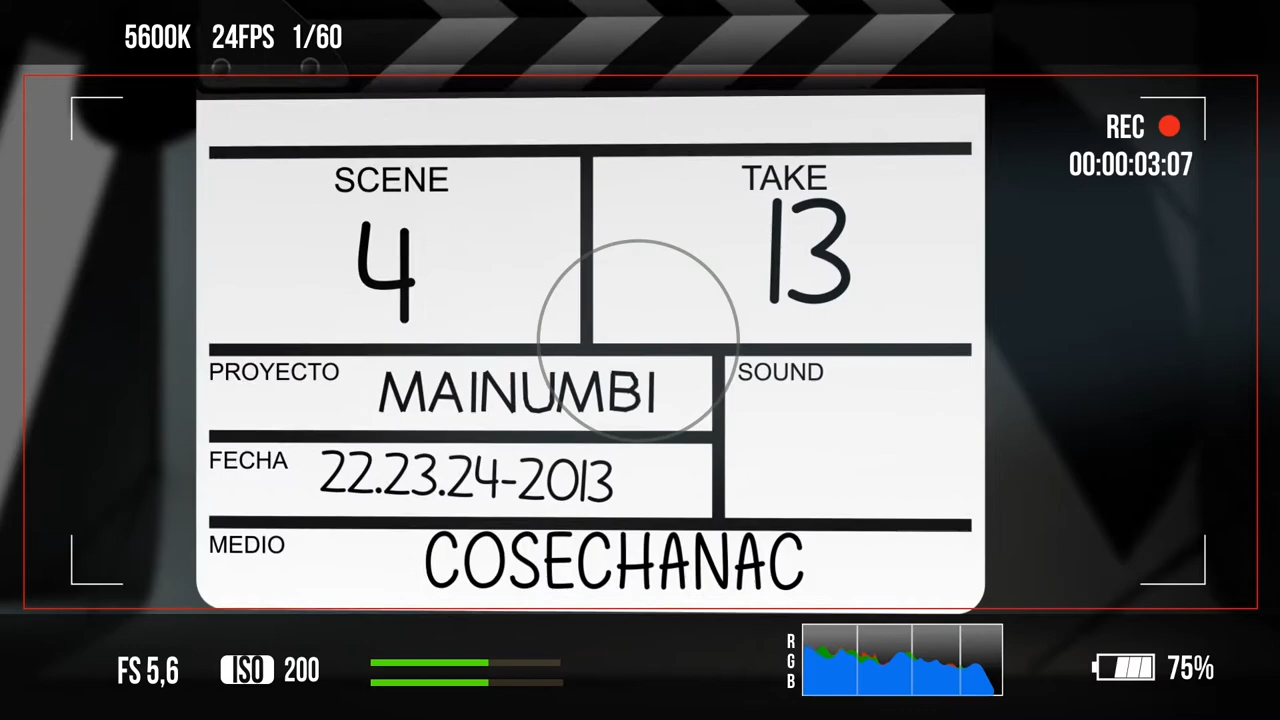 5600K 24FPS 1/60
REC
00:00:03:07
SCENE
4
TAKE
13
PROYECTO MAINUMBI
SOUND
FECHA 22.23.24-2013
MEDIO COSECHANAC
FS 5,6 ISO 200
R
G
B
75%